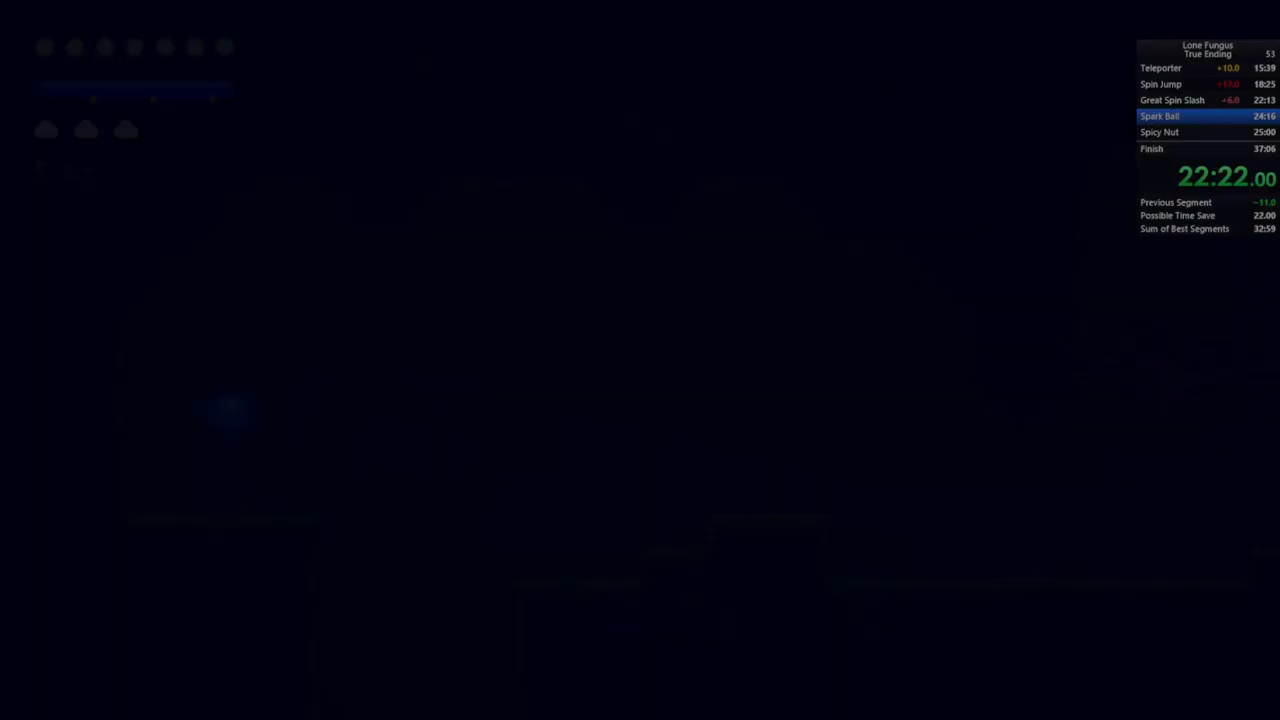 Lone Fungus
True Ending 53
Teleporter +10.0 15:39
Spin Jump +17.0 18:25
Great Spin Slash +6.0 22:13
Spark Ball 24:16
Spicy Nut 25:00
Finish 37:06
22:22.00
Previous Segment −11.0
Possible Time Save 22.00
Sum of Best Segments 32:59